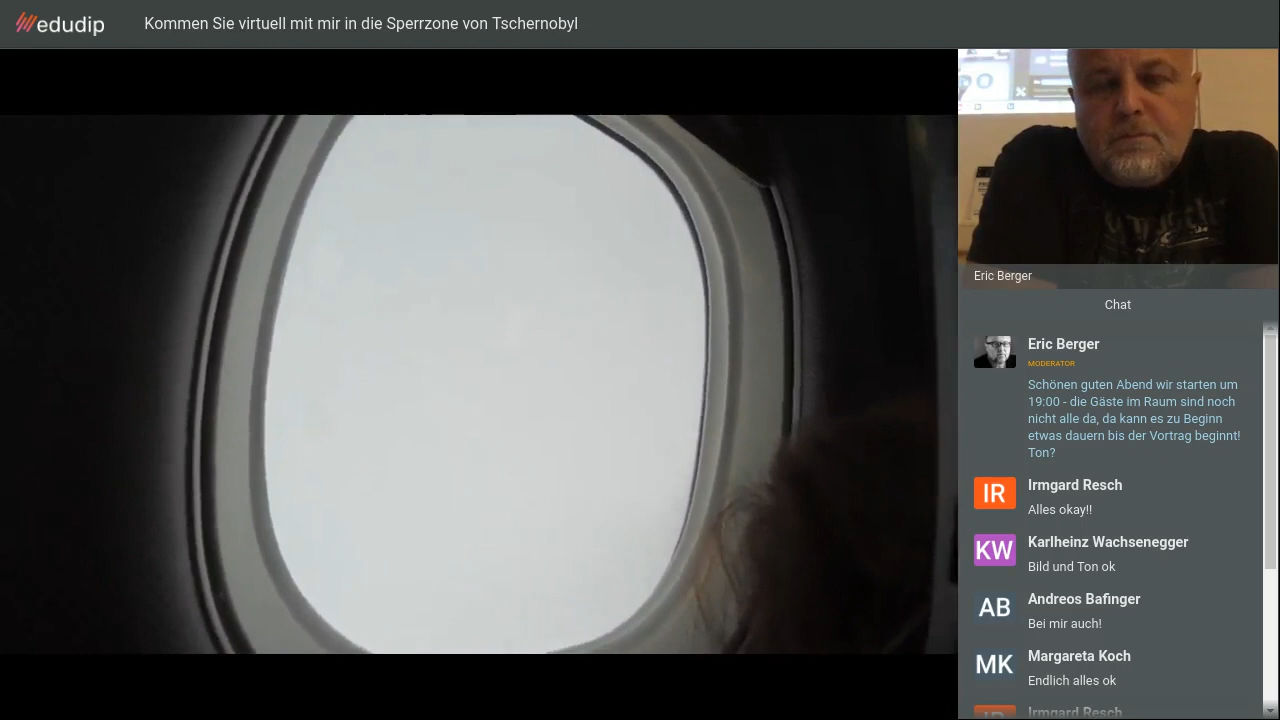 edudip
Kommen Sie virtuell mit mir in die Sperrzone von Tschernobyl
Eric Berger
Chat
Eric Berger
MODERATOR
Schönen guten Abend wir starten um
19:00 - die Gäste im Raum sind noch
nicht alle da, da kann es zu Beginn
etwas dauern bis der Vortrag beginnt!
Ton?
IR
Irmgard Resch
Alles okay!!
KW
Karlheinz Wachsenegger
Bild und Ton ok
AB
Andreos Bafinger
Bei mir auch!
MK
Margareta Koch
Endlich alles ok
IR
Irmgard Resch